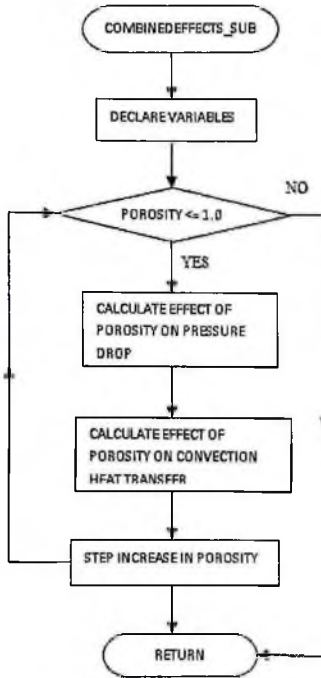 COMBINEDEFFECTS_SUB
DECLARE VARIABLES
NO
POROSITY <= 1.0
YES
CALCULATE EFFECT OF
POROSITY ON PRESSURE
DROP
CALCULATE EFFECT OF
POROSITY ON CONVECTION
HEAT TRANSFER
STEP INCREASE IN POROSITY
RETURN